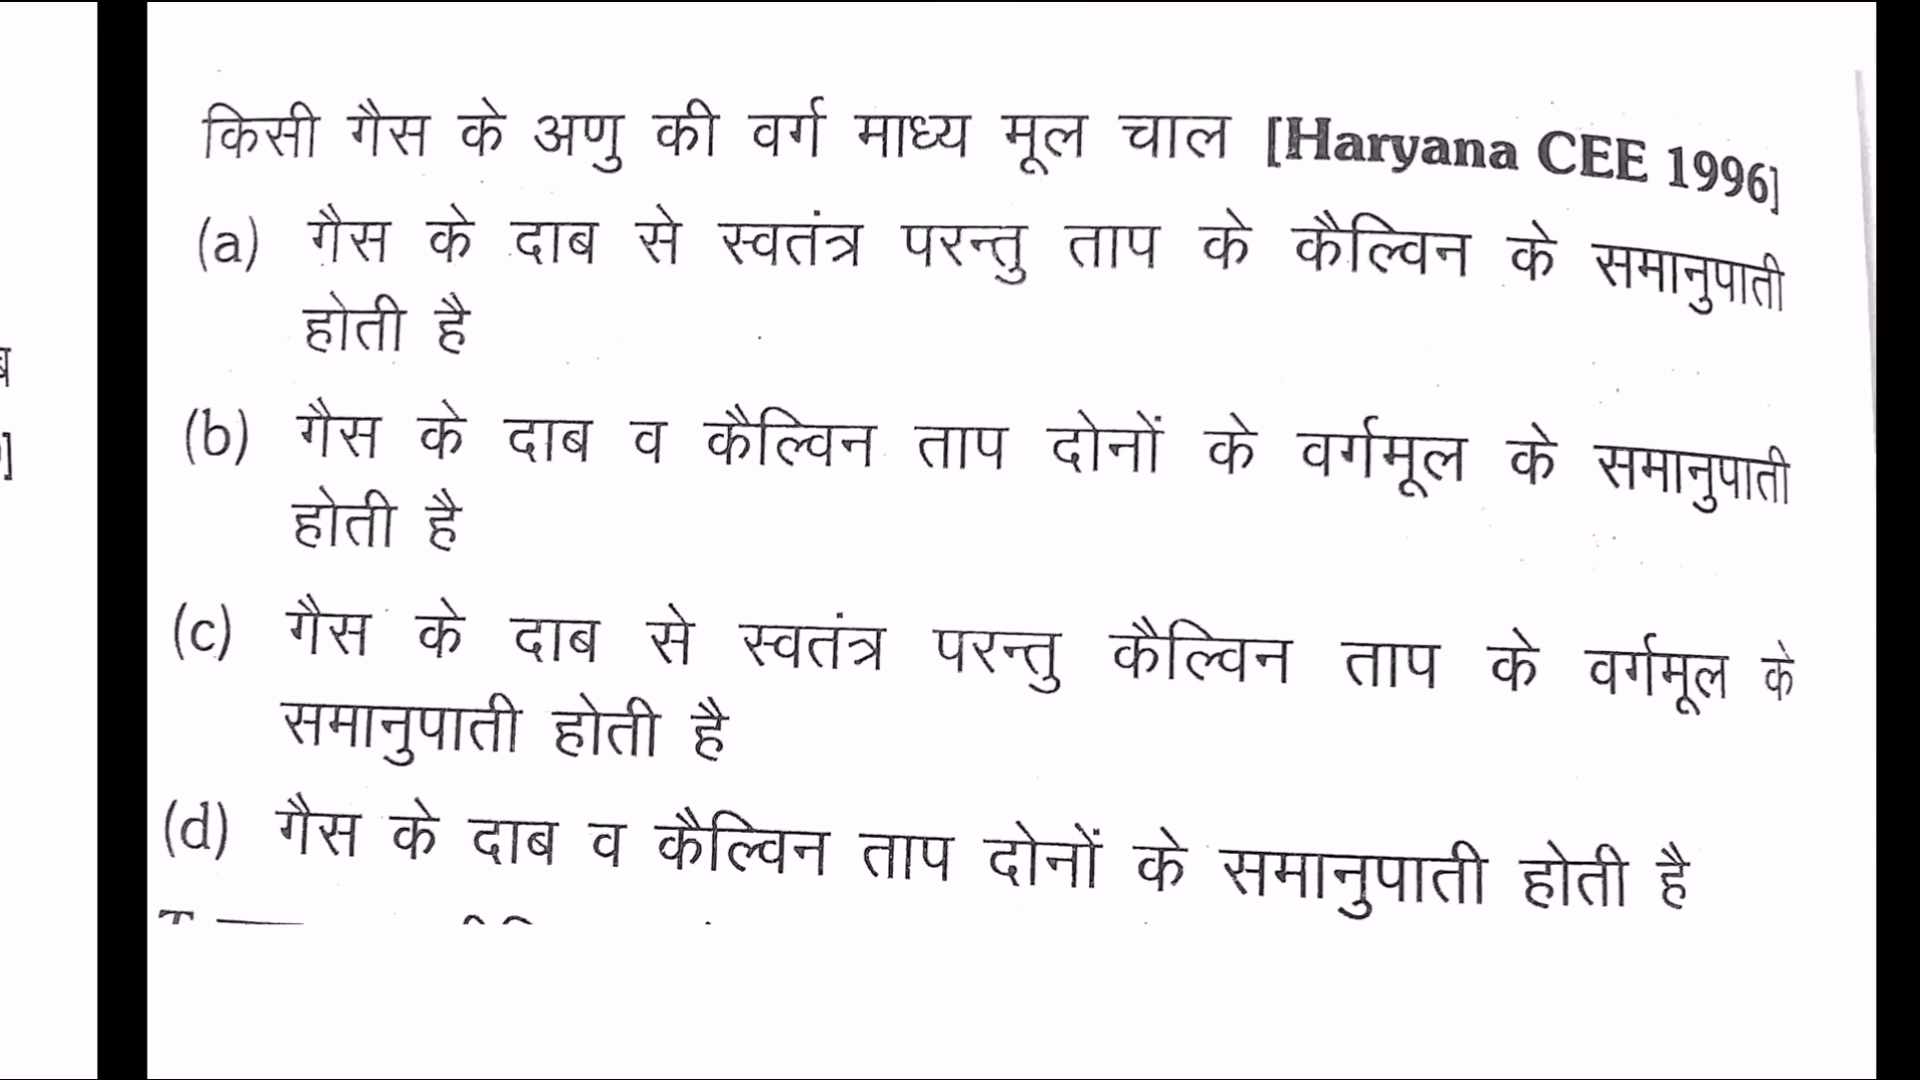 किसी गैस के अणु की वर्ग माध्य मूल चाल [Haryana CEE 1996]
(a) गैस के दाब से स्वतंत्र परन्तु ताप के कैल्विन के समानुपाती
होती है
(b) गैस के दाब व कैल्विन ताप दोनों के वर्गमूल के समानुपाती
होती है
(c) गैस के दाब से स्वतंत्र परन्तु कैल्विन ताप के वर्गमूल के
समानुपाती होती है
(d) गैस के दाब व कैल्विन ताप दोनों के समानुपाती होती है